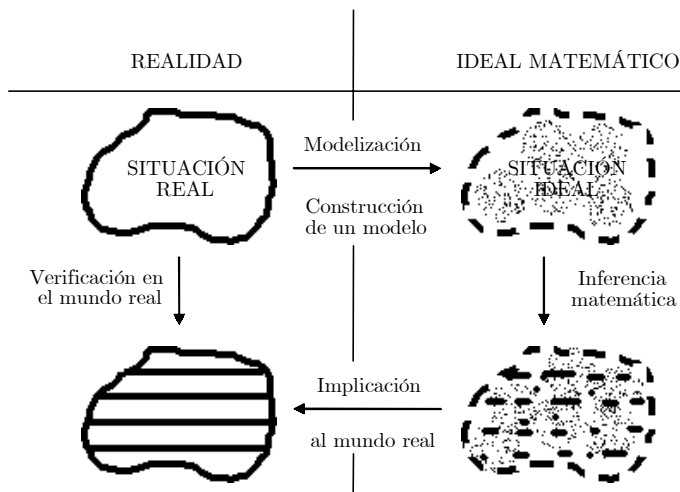 REALIDAD
IDEAL MATEMÁTICO
SITUACIÓN
REAL
Modelización
Construcción
de un modelo
SITUACIÓN
IDEAL
Verificación en
el mundo real
Inferencia
matemática
Implicación
al mundo real